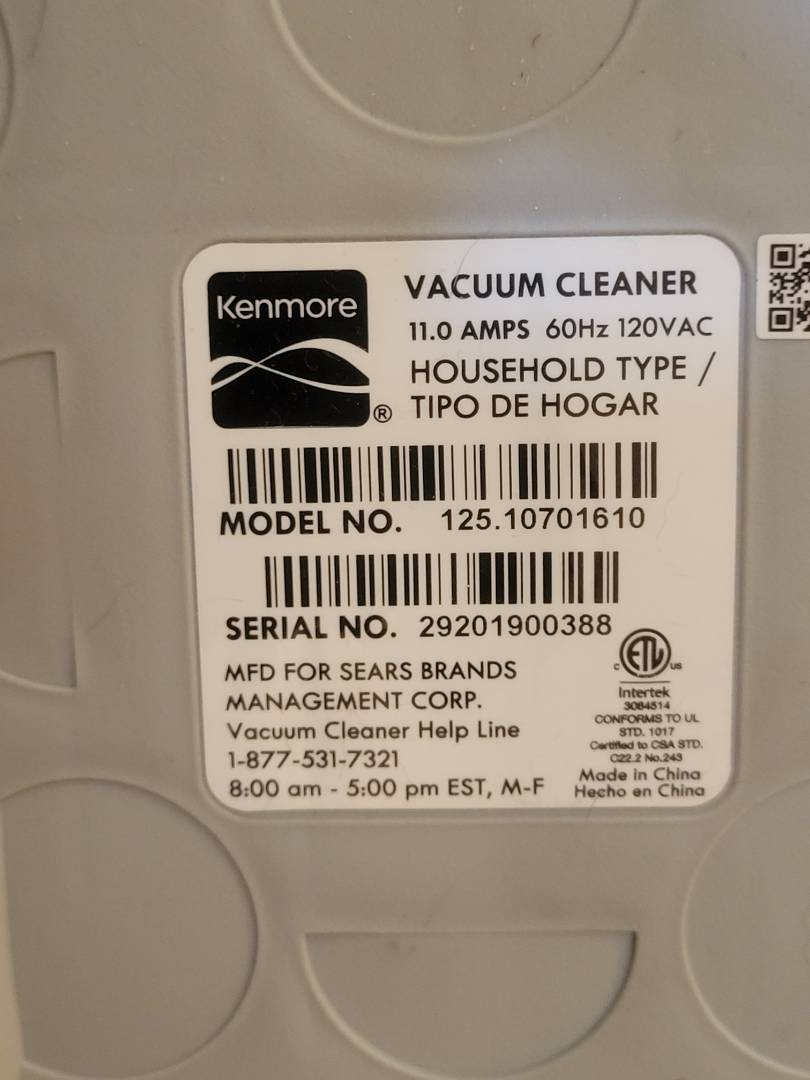 Kenmore
®
VACUUM CLEANER
11.0 AMPS 60Hz 120VAC
HOUSEHOLD TYPE /
TIPO DE HOGAR
MODEL NO. 125.10701610
SERIAL NO. 29201900388
MFD FOR SEARS BRANDS
MANAGEMENT CORP.
Vacuum Cleaner Help Line
1-877-531-7321
8:00 am - 5:00 pm EST, M-F
C ETL US
Intertek
3084514
CONFORMS TO UL
STD. 1017
Certified to CSA STD.
C22.2 No.243
Made in China
Hecho en China